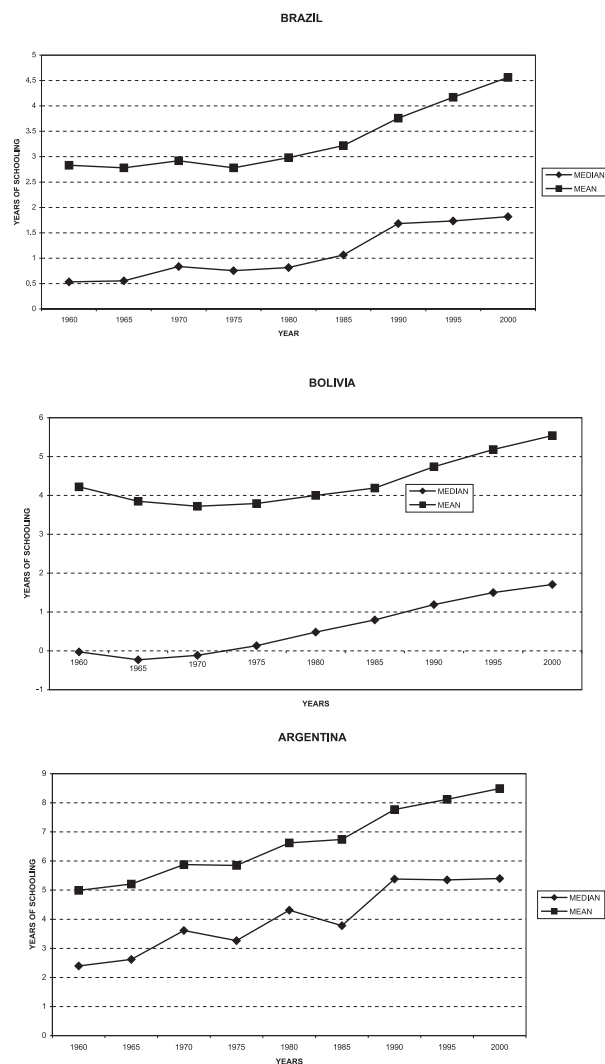 BRAZIL
5
4.5
4
3.5
3
2.5
2
1.5
1
0.5
0
YEARS OF SCHOOLING
1960 1965 1970 1975 1980 1985 1990 1995 2000
YEAR
MEDIAN
MEAN
BOLIVIA
6
5
4
3
2
1
0
-1
YEARS OF SCHOOLING
1960 1965 1970 1975 1980 1985 1990 1995 2000
YEARS
MEDIAN
MEAN
ARGENTINA
9
8
7
6
5
4
3
2
1
0
YEARS OF SCHOOLING
1960 1965 1970 1975 1980 1985 1990 1995 2000
YEARS
MEDIAN
MEAN